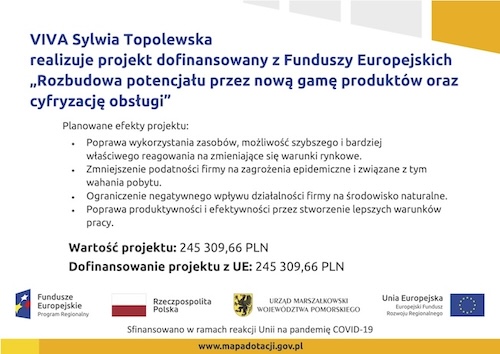 VIVA Sylwia Topolewska
realizuje projekt dofinansowany z Funduszy Europejskich
„Rozbudowa potencjału przez nową gamę produktów oraz
cyfryzację obsługi”
Planowane efekty projektu:
• Poprawa wykorzystania zasobów, możliwość szybszego i bardziej
właściwego reagowania na zmieniające się warunki rynkowe.
• Zmniejszenie podatności firmy na zagrożenia epidemiczne i związane z tym
wahania pobytu.
• Ograniczenie negatywnego wpływu działalności firmy na środowisko naturalne.
• Poprawa produktywności i efektywności przez stworzenie lepszych warunków
pracy.
Wartość projektu: 245 309,66 PLN
Dofinansowanie projektu z UE: 245 309,66 PLN
Fundusze
Europejskie
Program Regionalny
Rzeczpospolita
Polska
URZĄD MARSZAŁKOWSKI
WOJEWÓDZTWA POMORSKIEGO
Unia Europejska
Europejski Fundusz
Rozwoju Regionalnego
Sfinansowano w ramach reakcji Unii na pandemię COVID-19
www.mapadotacji.gov.pl